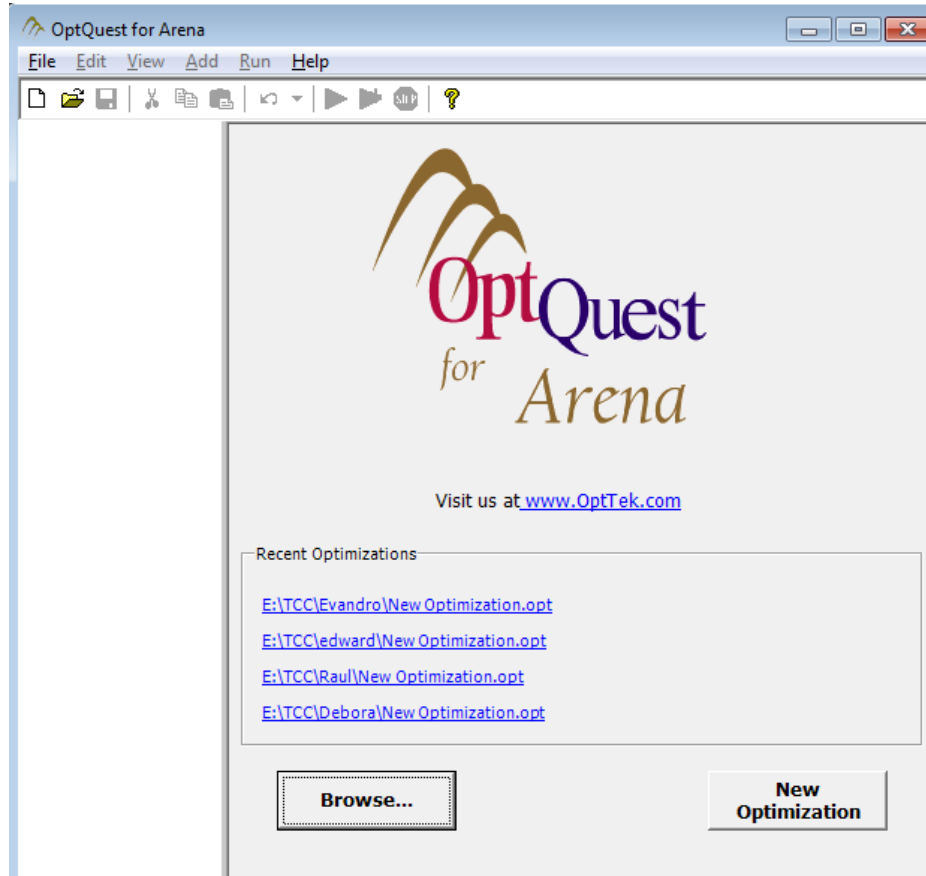 OptQuest for Arena
File Edit View Add Run Help
STOP
OptQuest
for
Arena
Visit us at www.OptTek.com
Recent Optimizations
E:\TCC\Evandro\New Optimization.opt
E:\TCC\edward\New Optimization.opt
E:\TCC\Raul\New Optimization.opt
E:\TCC\Debora\New Optimization.opt
Browse...
New
Optimization